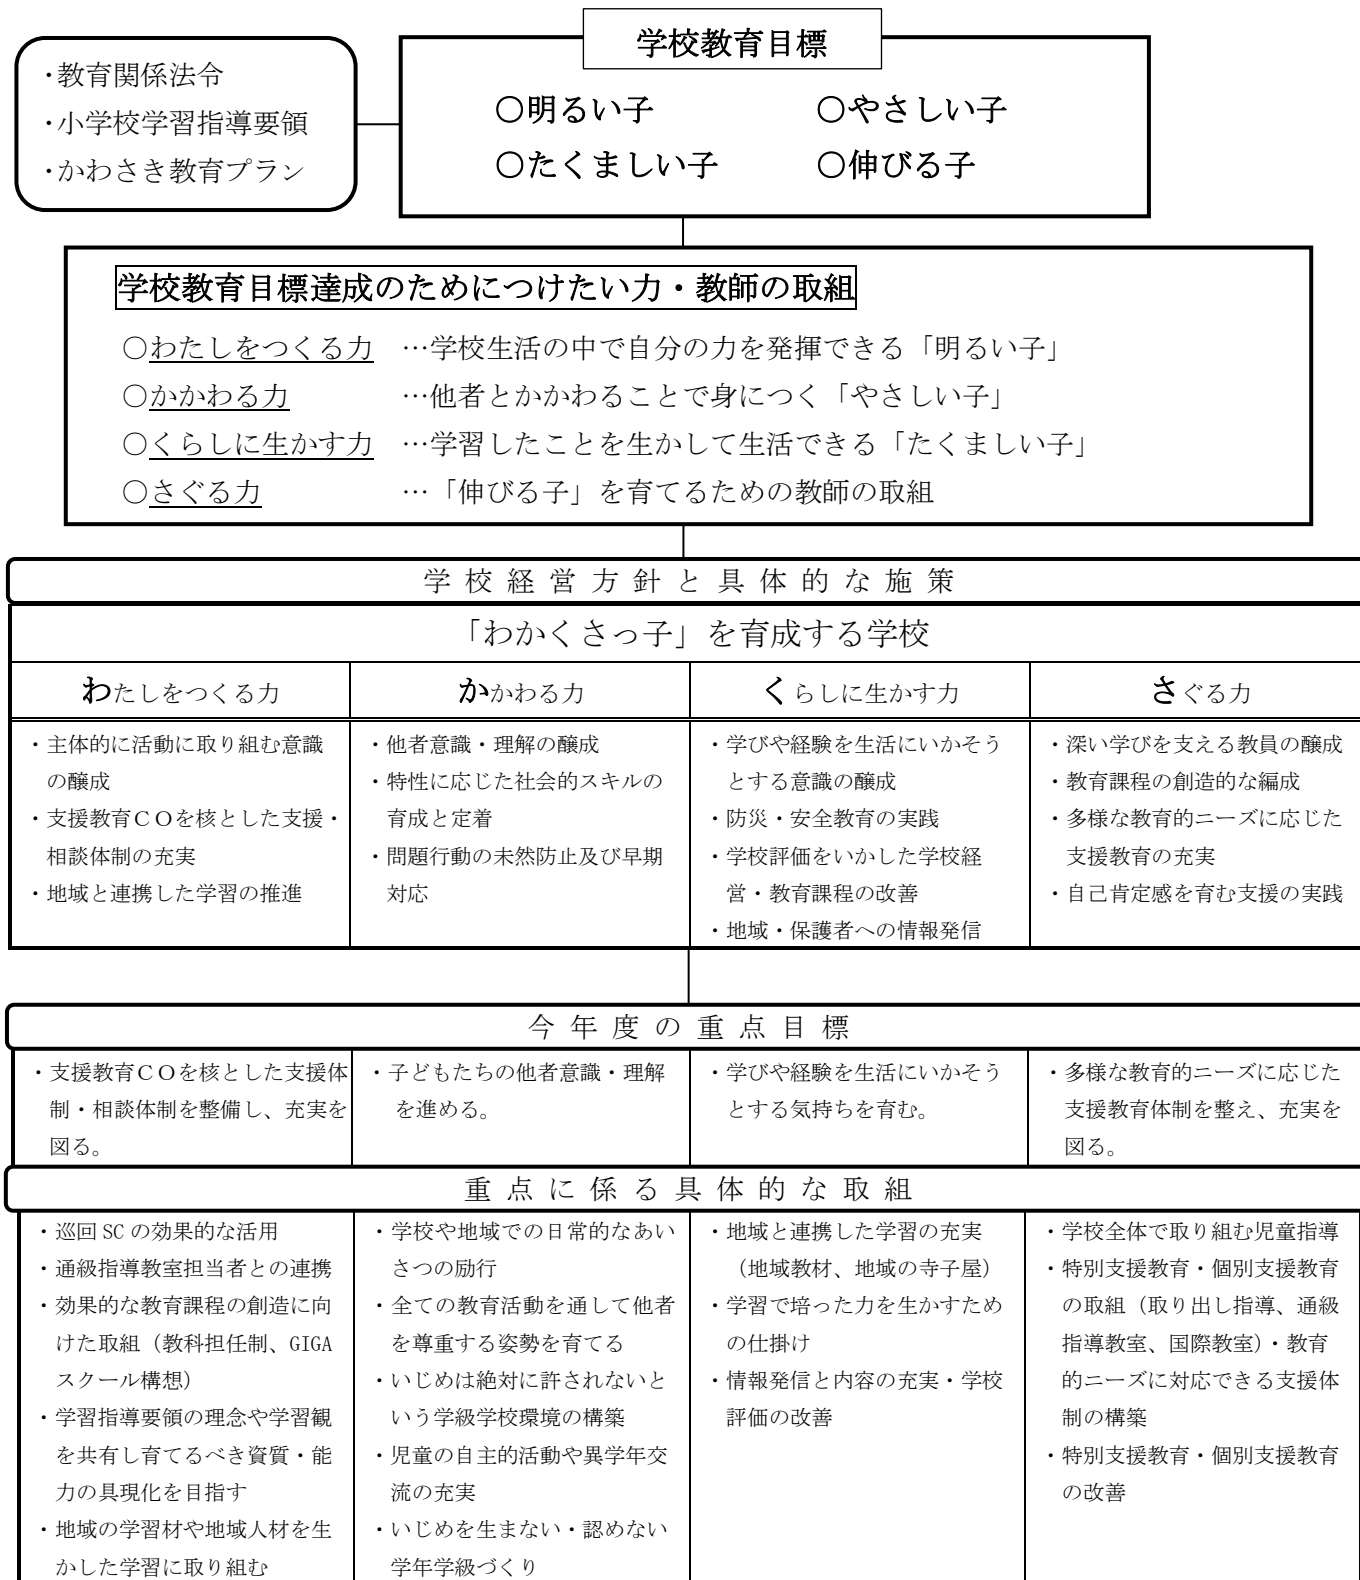 学校教育目標
・教育関係法令
・小学校学習指導要領
・かわさき教育プラン
〇明るい子 〇やさしい子
〇たくましい子 〇伸びる子
学校教育目標達成のためにつけたい力・教師の取組
〇わたしをつくる力 …学校生活の中で自分の力を発揮できる「明るい子」
〇かかわる力 …他者とかかわることで身につく「やさしい子」
〇くらしに生かす力 …学習したことを生かして生活できる「たくましい子」
〇さぐる力 …「伸びる子」を育てるための教師の取組
学校経営方針と具体的な施策
「わかくさっ子」を育成する学校
わたしをつくる力
・主体的に活動に取り組む意識
の醸成
・支援教育ＣＯを核とした支援・
相談体制の充実
・地域と連携した学習の推進
かかわる力
・他者意識・理解の醸成
・特性に応じた社会的スキルの
育成と定着
・問題行動の未然防止及び早期
対応
くらしに生かす力
・学びや経験を生活にいかそう
とする意識の醸成
・防災・安全教育の実践
・学校評価をいかした学校経
営・教育課程の改善
・地域・保護者への情報発信
さぐる力
・深い学びを支える教員の醸成
・教育課程の創造的な編成
・多様な教育的ニーズに応じた
支援教育の充実
・自己肯定感を育む支援の実践
今年度の重点目標
・支援教育ＣＯを核とした支援体
制・相談体制を整備し、充実を
図る。
・子どもたちの他者意識・理解
を進める。
・学びや経験を生活にいかそう
とする気持ちを育む。
・多様な教育的ニーズに応じた
支援教育体制を整え、充実を
図る。
重点に係る具体的な取組
・巡回 SC の効果的な活用
・通級指導教室担当者との連携
・効果的な教育課程の創造に向
けた取組（教科担任制、GIGA
スクール構想）
・学習指導要領の理念や学習観
を共有し育てるべき資質・能
力の具現化を目指す
・地域の学習材や地域人材を生
かした学習に取り組む
・学校や地域での日常的なあい
さつの励行
・全ての教育活動を通して他者
を尊重する姿勢を育てる
・いじめは絶対に許されないと
いう学級学校環境の構築
・児童の自主的活動や異学年交
流の充実
・いじめを生まない・認めない
学年学級づくり
・地域と連携した学習の充実
（地域教材、地域の寺子屋）
・学習で培った力を生かすため
の仕掛け
・情報発信と内容の充実・学校
評価の改善
・学校全体で取り組む児童指導
・特別支援教育・個別支援教育
の取組（取り出し指導、通級
指導教室、国際教室）・教育
的ニーズに対応できる支援体
制の構築
・特別支援教育・個別支援教育
の改善